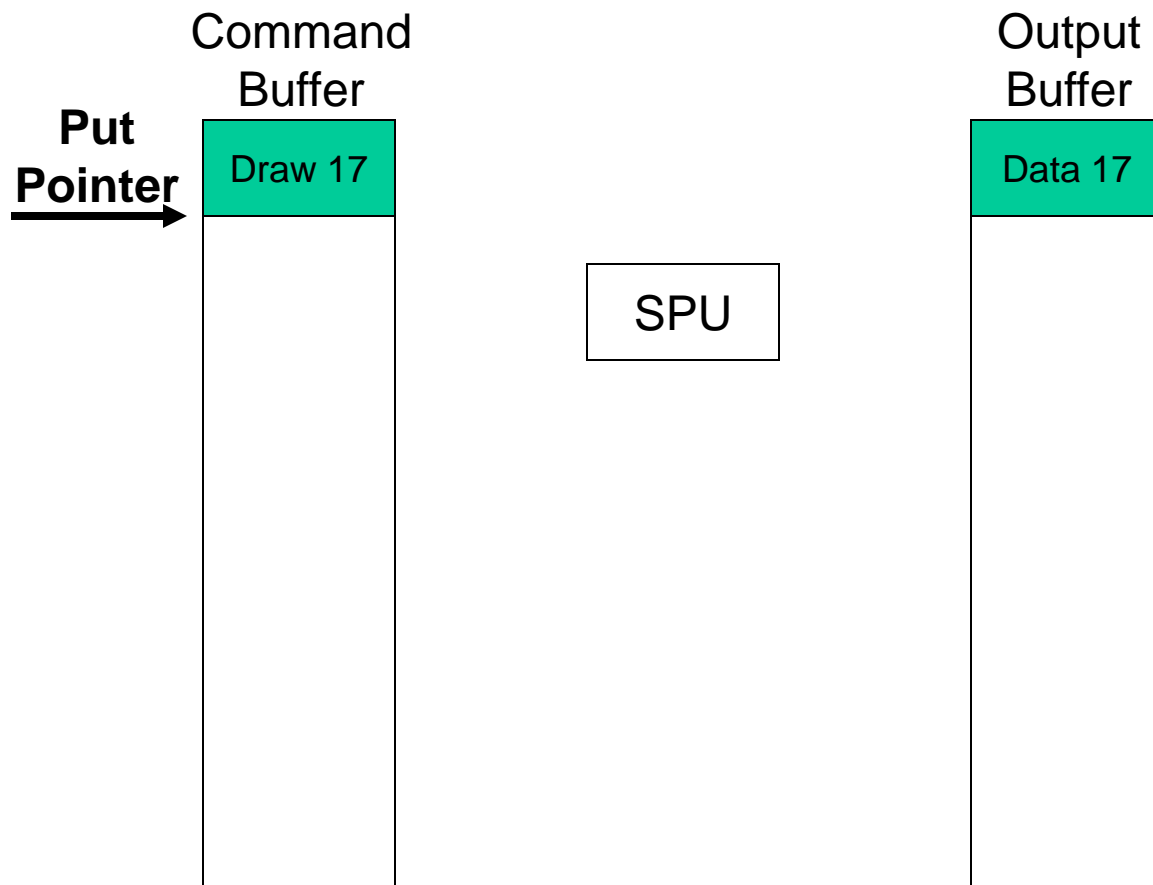 Command
Buffer
Put
Pointer
Draw 17
SPU
Output
Buffer
Data 17